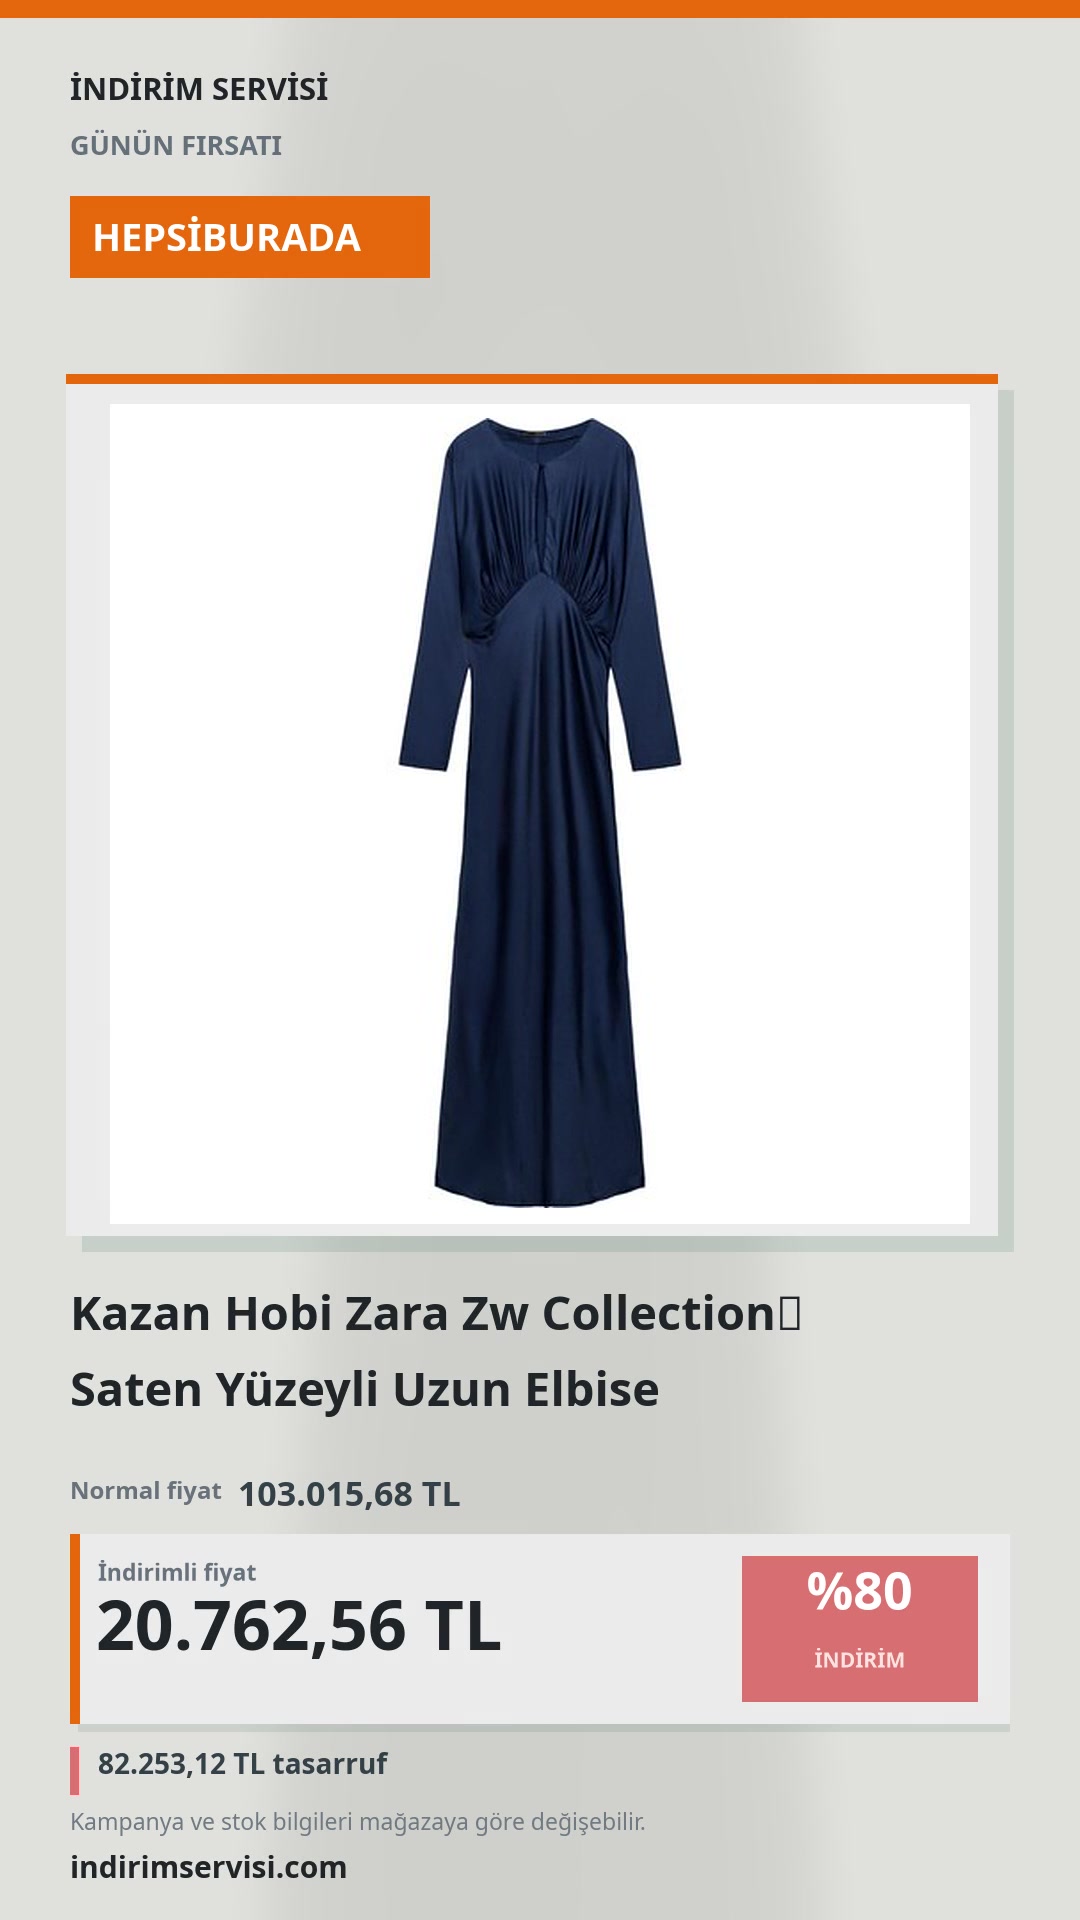 İNDİRİM SERVİSİ
GÜNÜN FIRSATI
HEPSİBURADA
Kazan Hobi Zara Zw Collection
Saten Yüzeyli Uzun Elbise
Normal fiyat 103.015,68 TL
İndirimli fiyat
20.762,56 TL
%80
İNDİRİM
82.253,12 TL tasarruf
Kampanya ve stok bilgileri mağazaya göre değişebilir.
indirimservisi.com